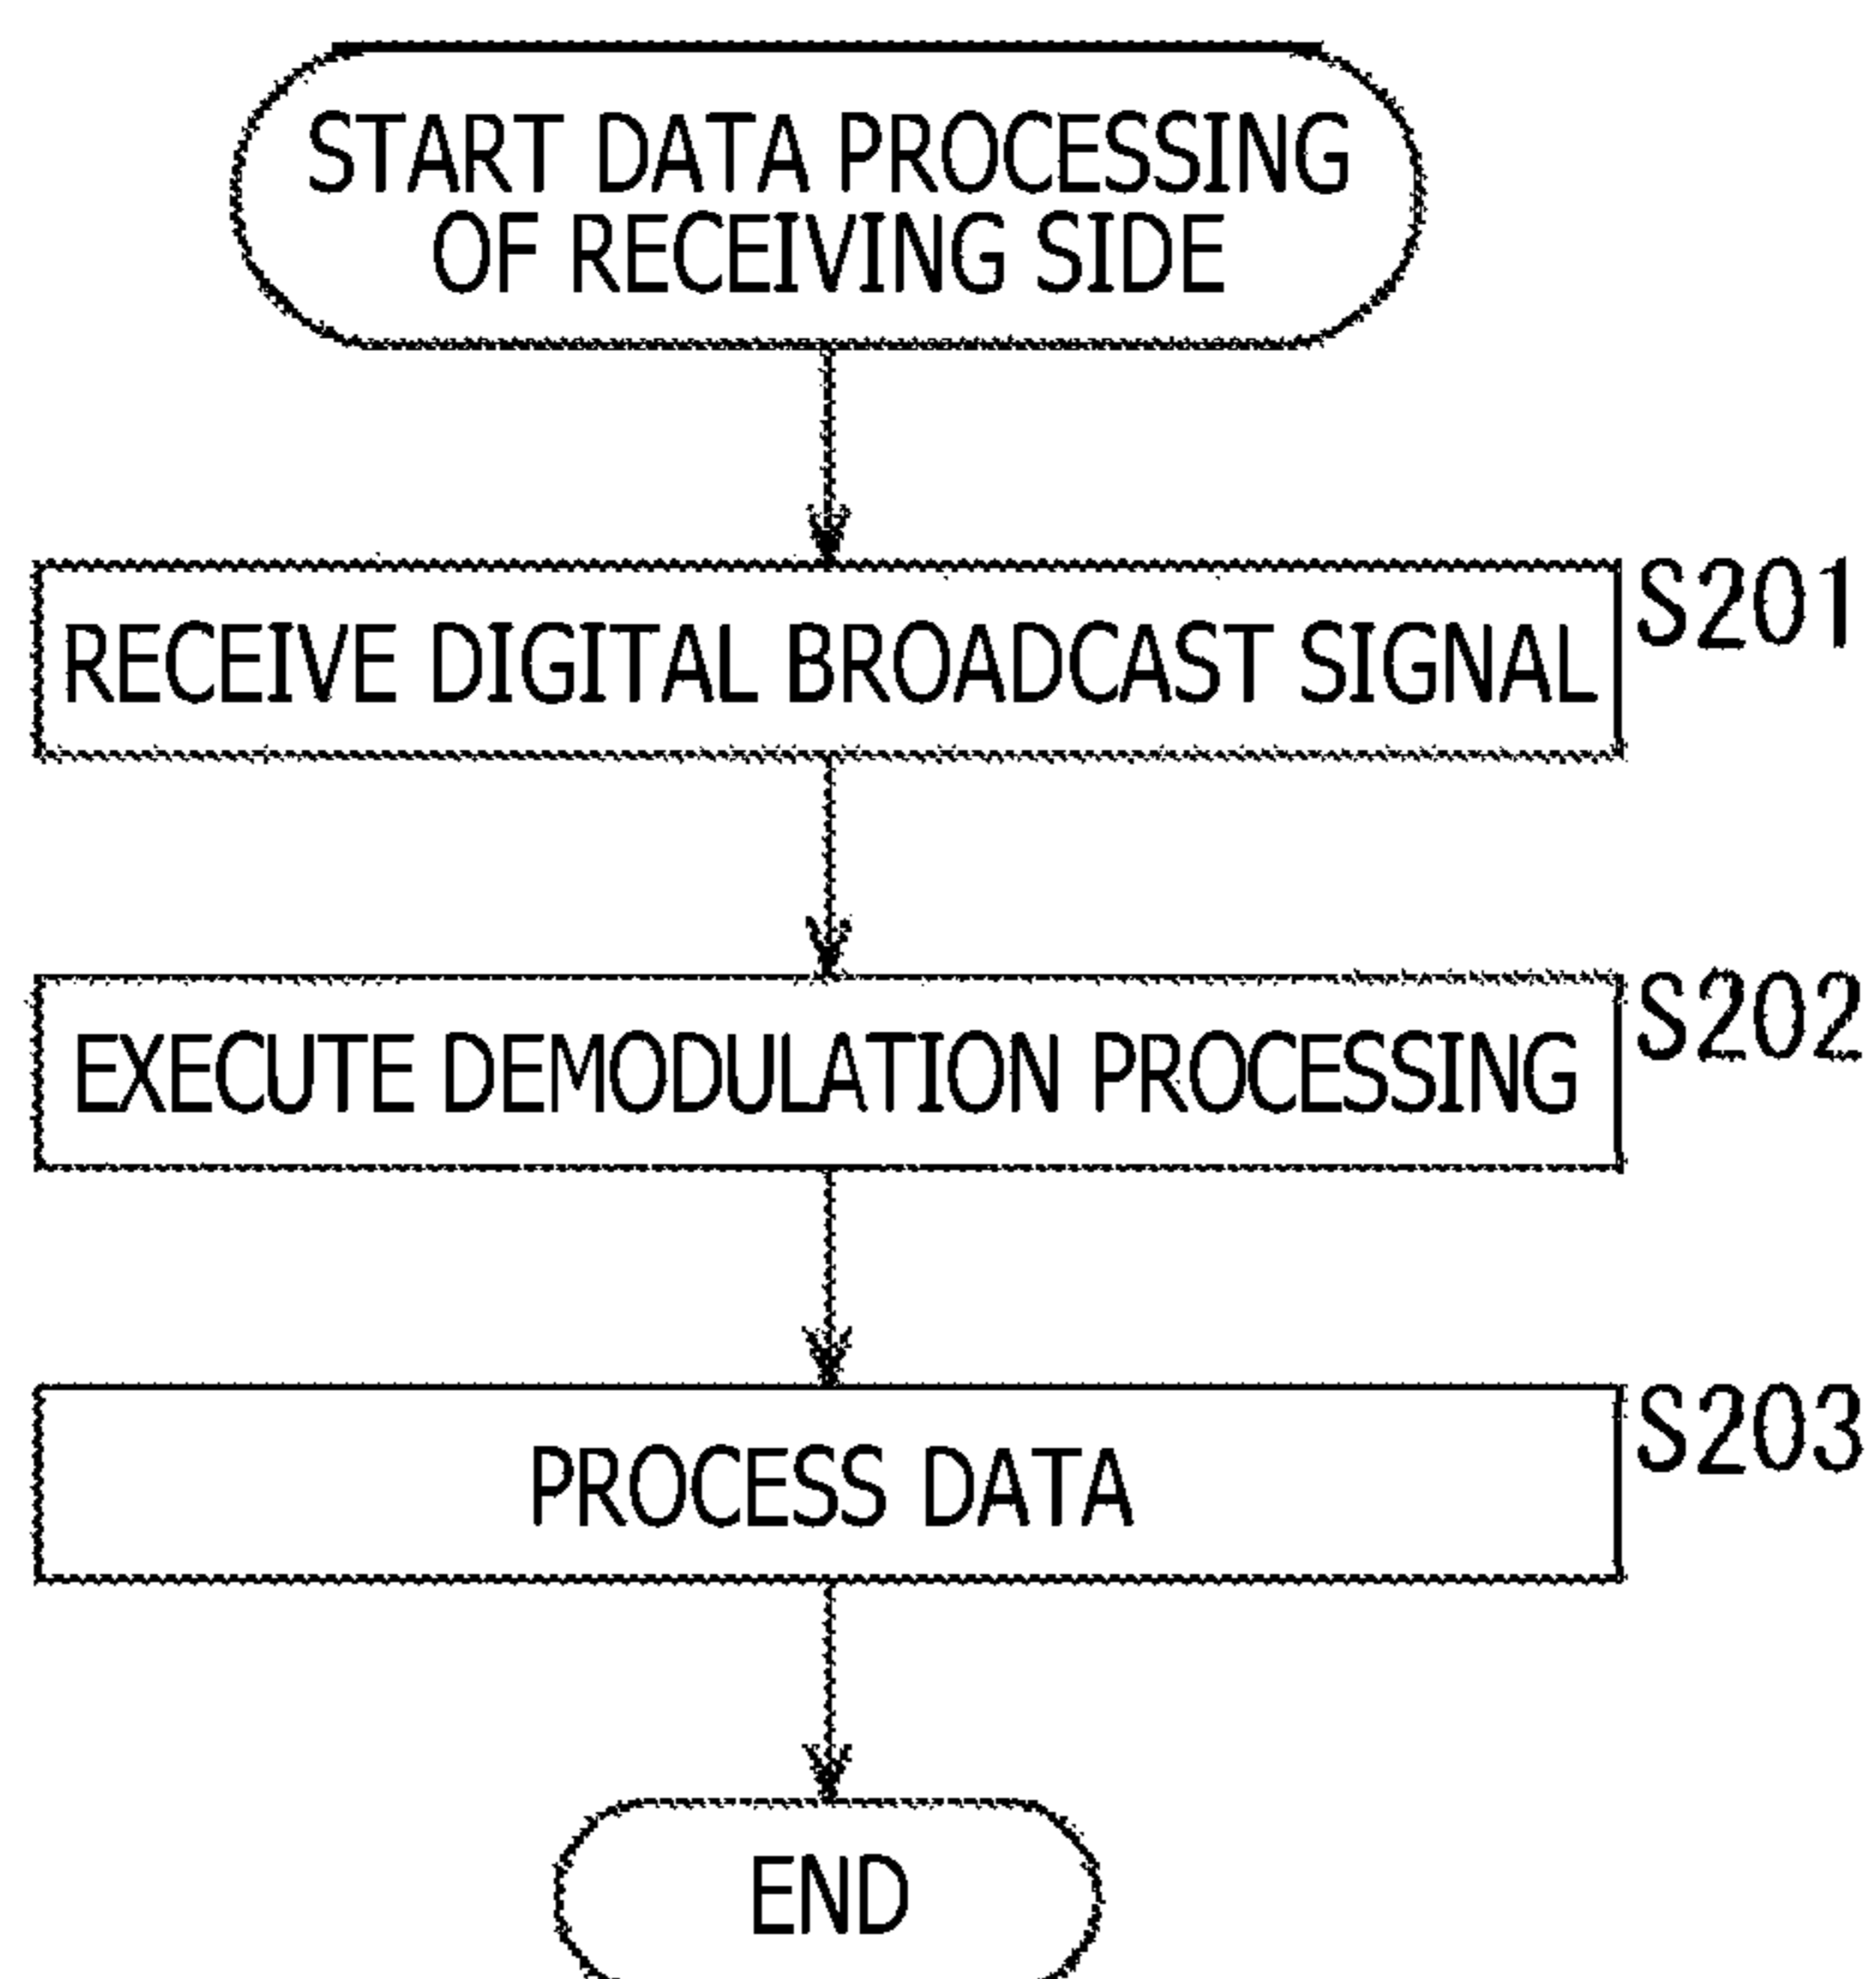 START DATA PROCESSING
OF RECEIVING SIDE
S201
RECEIVE DIGITAL BROADCAST SIGNAL
S202
EXECUTE DEMODULATION PROCESSING
S203
PROCESS DATA
END